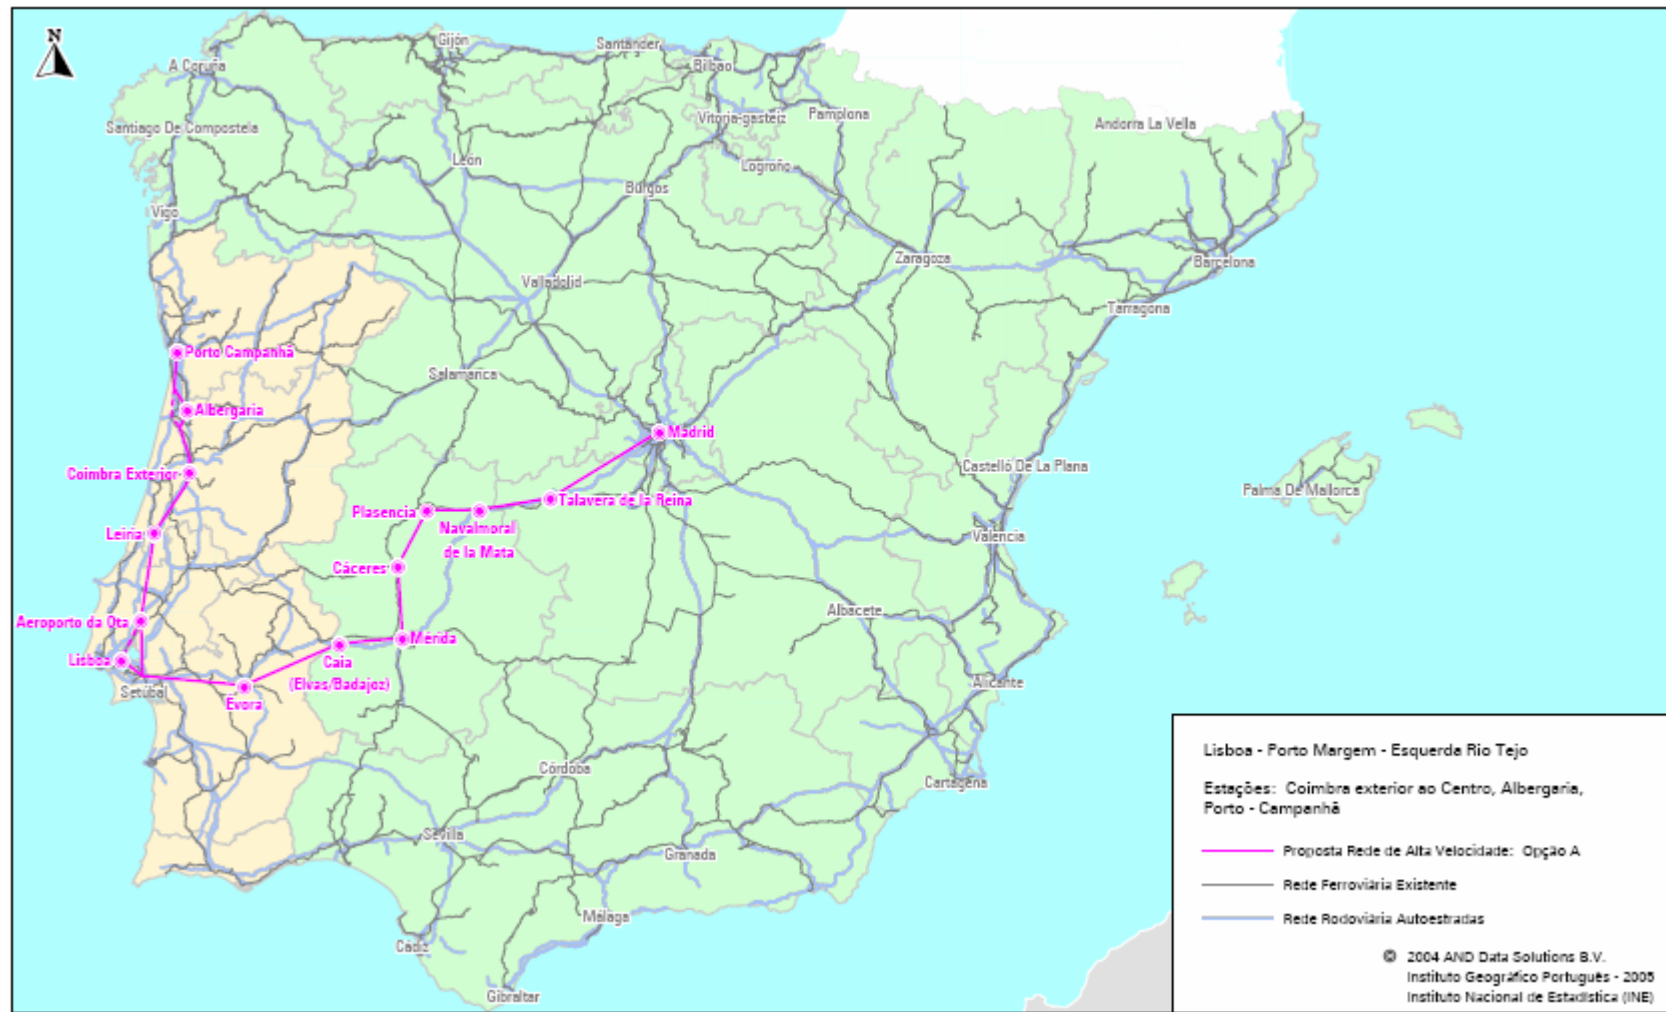 N
Gijón
Santander
A Coruña
Bilbao
Vitoria-gasteiz
Pamplona
Santiago De Compostela
Andorra La Vella
León
Logroño
Burgos
Vigo
Zaragoza
Barcelona
Valladolid
Tarragona
Porto Campanhã
Salamanca
Albergaria
Madrid
Coimbra Exterior
Castelló De La Plana
Palma De Mallorca
Plasencia
Talavera de la Reina
Navalmoral
de la Mata
Leiria
Valencia
Cáceres
Aeroporto da Ota
Albacete
Mérida
Lisboa
Caia
(Elvas/Badajoz)
Setúbal
Évora
Alicante
Córdoba
Cartagena
Sevilla
Granada
Málaga
Cádiz
Gibraltar
Lisboa - Porto Margem - Esquerda Rio Tejo
Estações: Coimbra exterior ao Centro, Albergaria,
Porto - Campanhã
Proposta Rede de Alta Velocidade: Opção A
Rede Ferroviária Existente
Rede Rodoviária Autoestradas
© 2004 AND Data Solutions B.V.
Instituto Geográfico Português - 2005
Instituto Nacional de Estadística (INE)